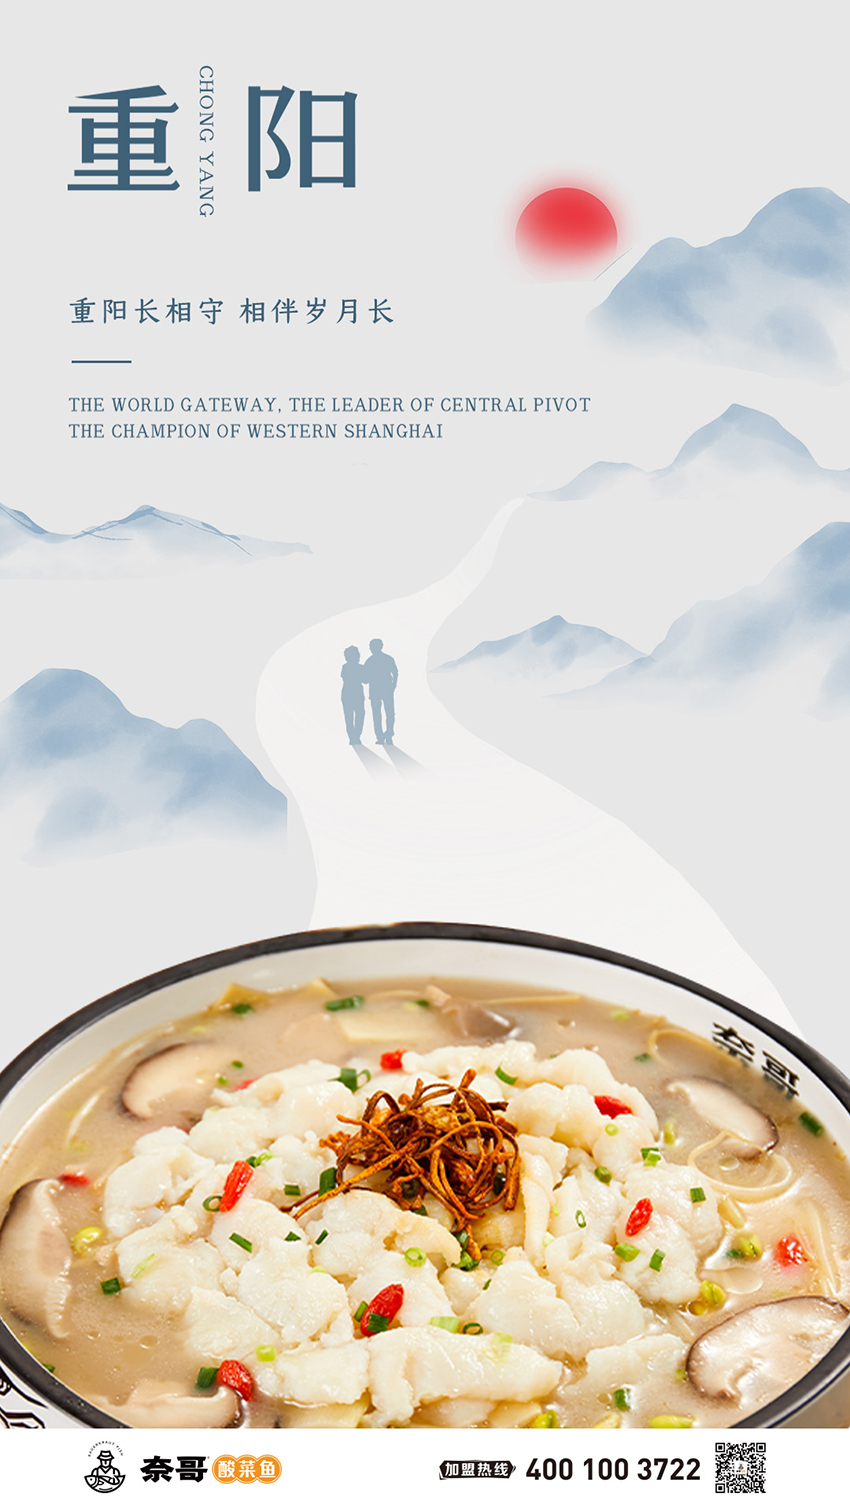 重阳
CHONG YANG
重阳长相守 相伴岁月长
THE WORLD GATEWAY, THE LEADER OF CENTRAL PIVOT
THE CHAMPION OF WESTERN SHANGHAI
奈哥
奈哥 酸菜鱼
加盟热线 400 100 3722